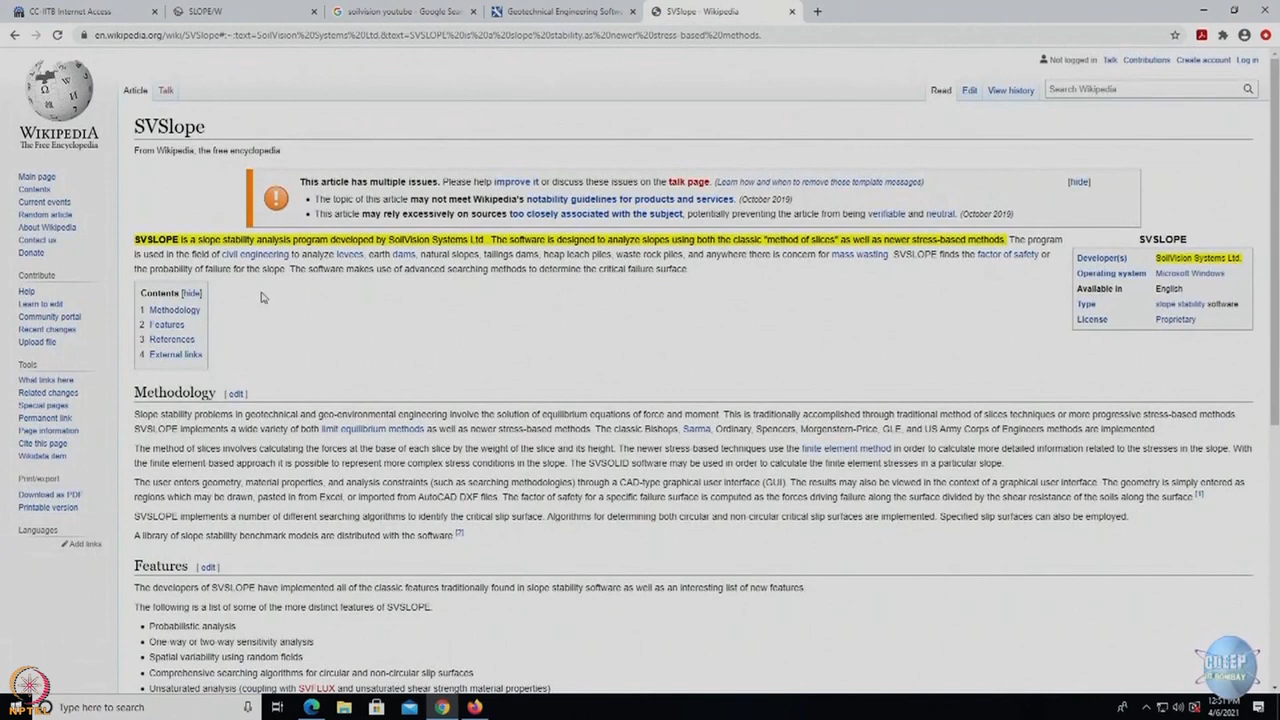 CC-IITB Internet Access
SLOPE/W
soilvision youtube - Google Sear
Geotechnical Engineering Softw
SVSlope - Wikipedia
en.wikipedia.org/wiki/SVSlope#:~:text=SoilVision%20Systems%20Ltd.&text=SVSLOPE%20is%20a%20slope%20stability,as%20newer%20stress-based%20methods.
Not logged in Talk Contributions Create account Log in
Article Talk
Read Edit View history
Search Wikipedia
WIKIPEDIA
The Free Encyclopedia
Main page
Contents
Current events
Random article
About Wikipedia
Contact us
Donate
Contribute
Help
Learn to edit
Community portal
Recent changes
Upload file
Tools
What links here
Related changes
Special pages
Permanent link
Page information
Cite this page
Wikidata item
Print/export
Download as PDF
Printable version
Languages
Add links
SVSlope
From Wikipedia, the free encyclopedia
This article has multiple issues. Please help improve it or discuss these issues on the talk page. (Learn how and when to remove these template messages) [hide]
• The topic of this article may not meet Wikipedia's notability guidelines for products and services. (October 2019)
• This article may rely excessively on sources too closely associated with the subject, potentially preventing the article from being verifiable and neutral. (October 2019)
SVSLOPE is a slope stability analysis program developed by SoilVision Systems Ltd. The software is designed to analyze slopes using both the classic "method of slices" as well as newer stress-based methods. The program
is used in the field of civil engineering to analyze levees, earth dams, natural slopes, tailings dams, heap leach piles, waste rock piles, and anywhere there is concern for mass wasting. SVSLOPE finds the factor of safety or
the probability of failure for the slope. The software makes use of advanced searching methods to determine the critical failure surface.
SVSLOPE
Developer(s) SoilVision Systems Ltd.
Operating system Microsoft Windows
Available in English
Type slope stability software
License Proprietary
Contents [hide]
1 Methodology
2 Features
3 References
4 External links
Methodology [ edit ]
Slope stability problems in geotechnical and geo-environmental engineering involve the solution of equilibrium equations of force and moment. This is traditionally accomplished through traditional method of slices techniques or more progressive stress-based methods.
SVSLOPE implements a wide variety of both limit equilibrium methods as well as newer stress-based methods. The classic Bishops, Sarma, Ordinary, Spencers, Morgenstern-Price, GLE, and US Army Corps of Engineers methods are implemented.
The method of slices involves calculating the forces at the base of each slice by the weight of the slice and its height. The newer stress-based techniques use the finite element method in order to calculate more detailed information related to the stresses in the slope. With
the finite element-based approach it is possible to represent more complex stress conditions in the slope. The SVSOLID software may be used in order to calculate the finite element stresses in a particular slope.
The user enters geometry, material properties, and analysis constraints (such as searching methodologies) through a CAD-type graphical user interface (GUI). The results may also be viewed in the context of a graphical user interface. The geometry is simply entered as
regions which may be drawn, pasted in from Excel, or imported from AutoCAD DXF files. The factor of safety for a specific failure surface is computed as the forces driving failure along the surface divided by the shear resistance of the soils along the surface. [1]
SVSLOPE implements a number of different searching algorithms to identify the critical slip surface. Algorithms for determining both circular and non-circular critical slip surfaces are implemented. Specified slip surfaces can also be employed.
A library of slope stability benchmark models are distributed with the software.[2]
Features [ edit ]
The developers of SVSLOPE have implemented all of the classic features traditionally found in slope stability software as well as an interesting list of new features.
The following is a list of some of the more distinct features of SVSLOPE.
• Probabilistic analysis
• One-way or two-way sensitivity analysis
• Spatial variability using random fields
• Comprehensive searching algorithms for circular and non-circular slip surfaces
• Unsaturated analysis (coupling with SVFLUX and unsaturated shear strength material properties)
CDEEP
IIT BOMBAY
NPTEL
Type here to search
12:51 PM
4/6/2021